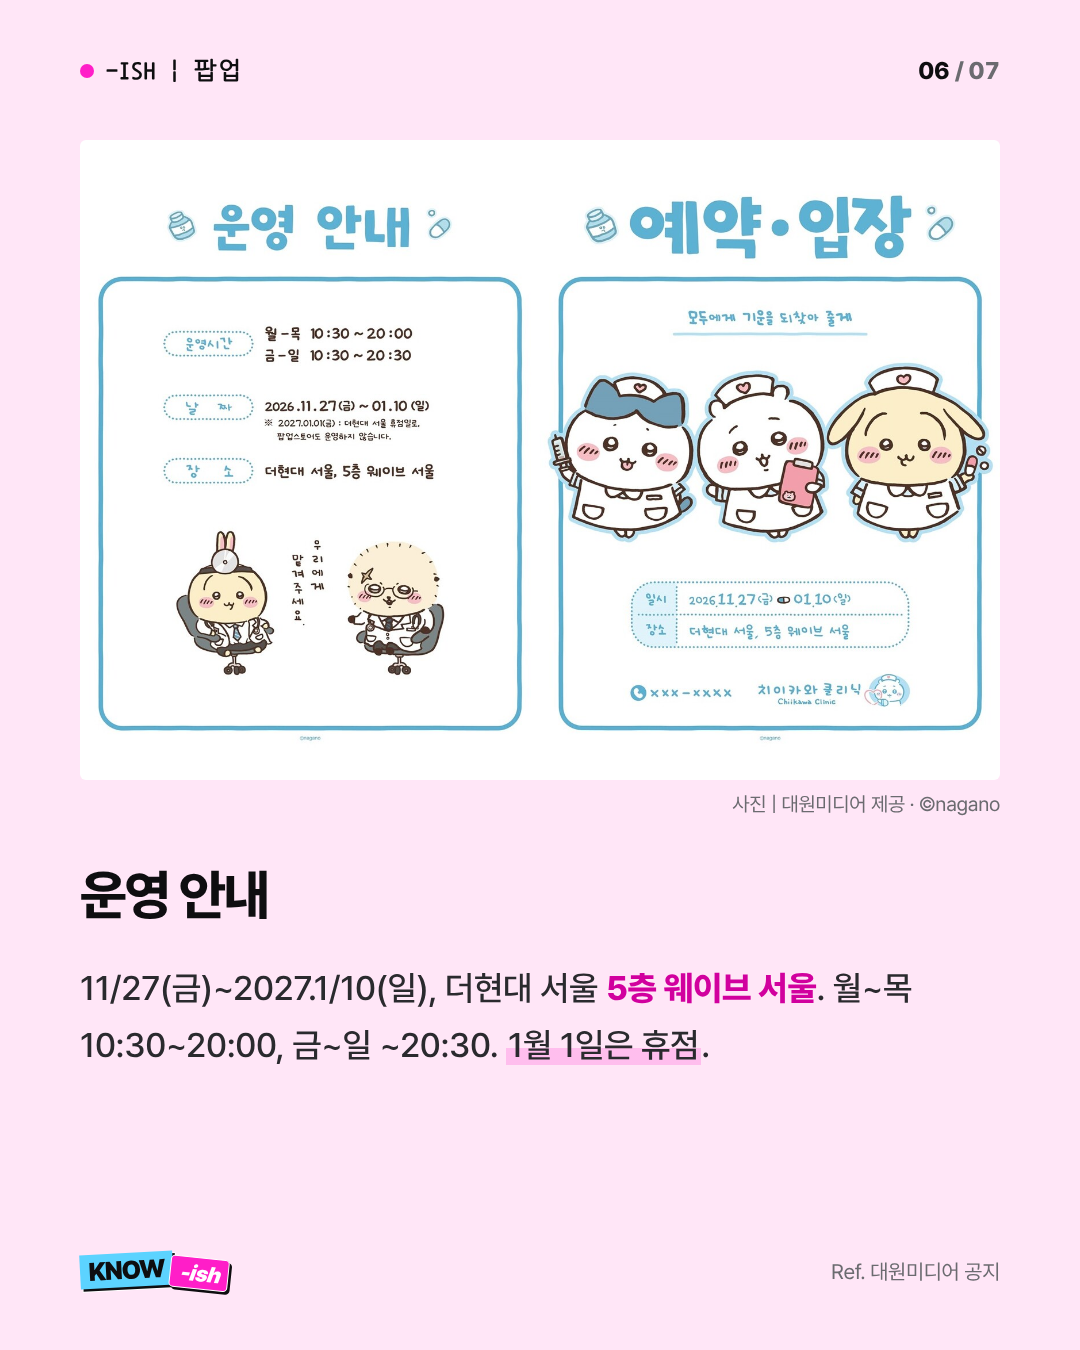 -ISH | 팝업
06 / 07
운영 안내
운영시간
월-목 10:30 ~ 20:00
금-일 10:30 ~ 20:30
날 짜
2026.11.27(금) ~ 01.10 (일)
※ 2027.01.01(금) : 더현대 서울 휴점일로,
팝업스토어도 운영하지 않습니다.
장 소
더현대 서울, 5층 웨이브 서울
우리에게
맡겨주세요.
©nagano
예약·입장
모두에게 기운을 되찾아 줄게
일시
2026.11.27(금) 01.10(일)
장소
더현대 서울, 5층 웨이브 서울
xxx-xxxx
치이카와 클리닉
Chiikawa Clinic
©nagano
사진 | 대원미디어 제공 · ©nagano
운영 안내
11/27(금)~2027.1/10(일), 더현대 서울 5층 웨이브 서울. 월~목
10:30~20:00, 금~일 ~20:30. 1월 1일은 휴점.
KNOW -ish
Ref. 대원미디어 공지